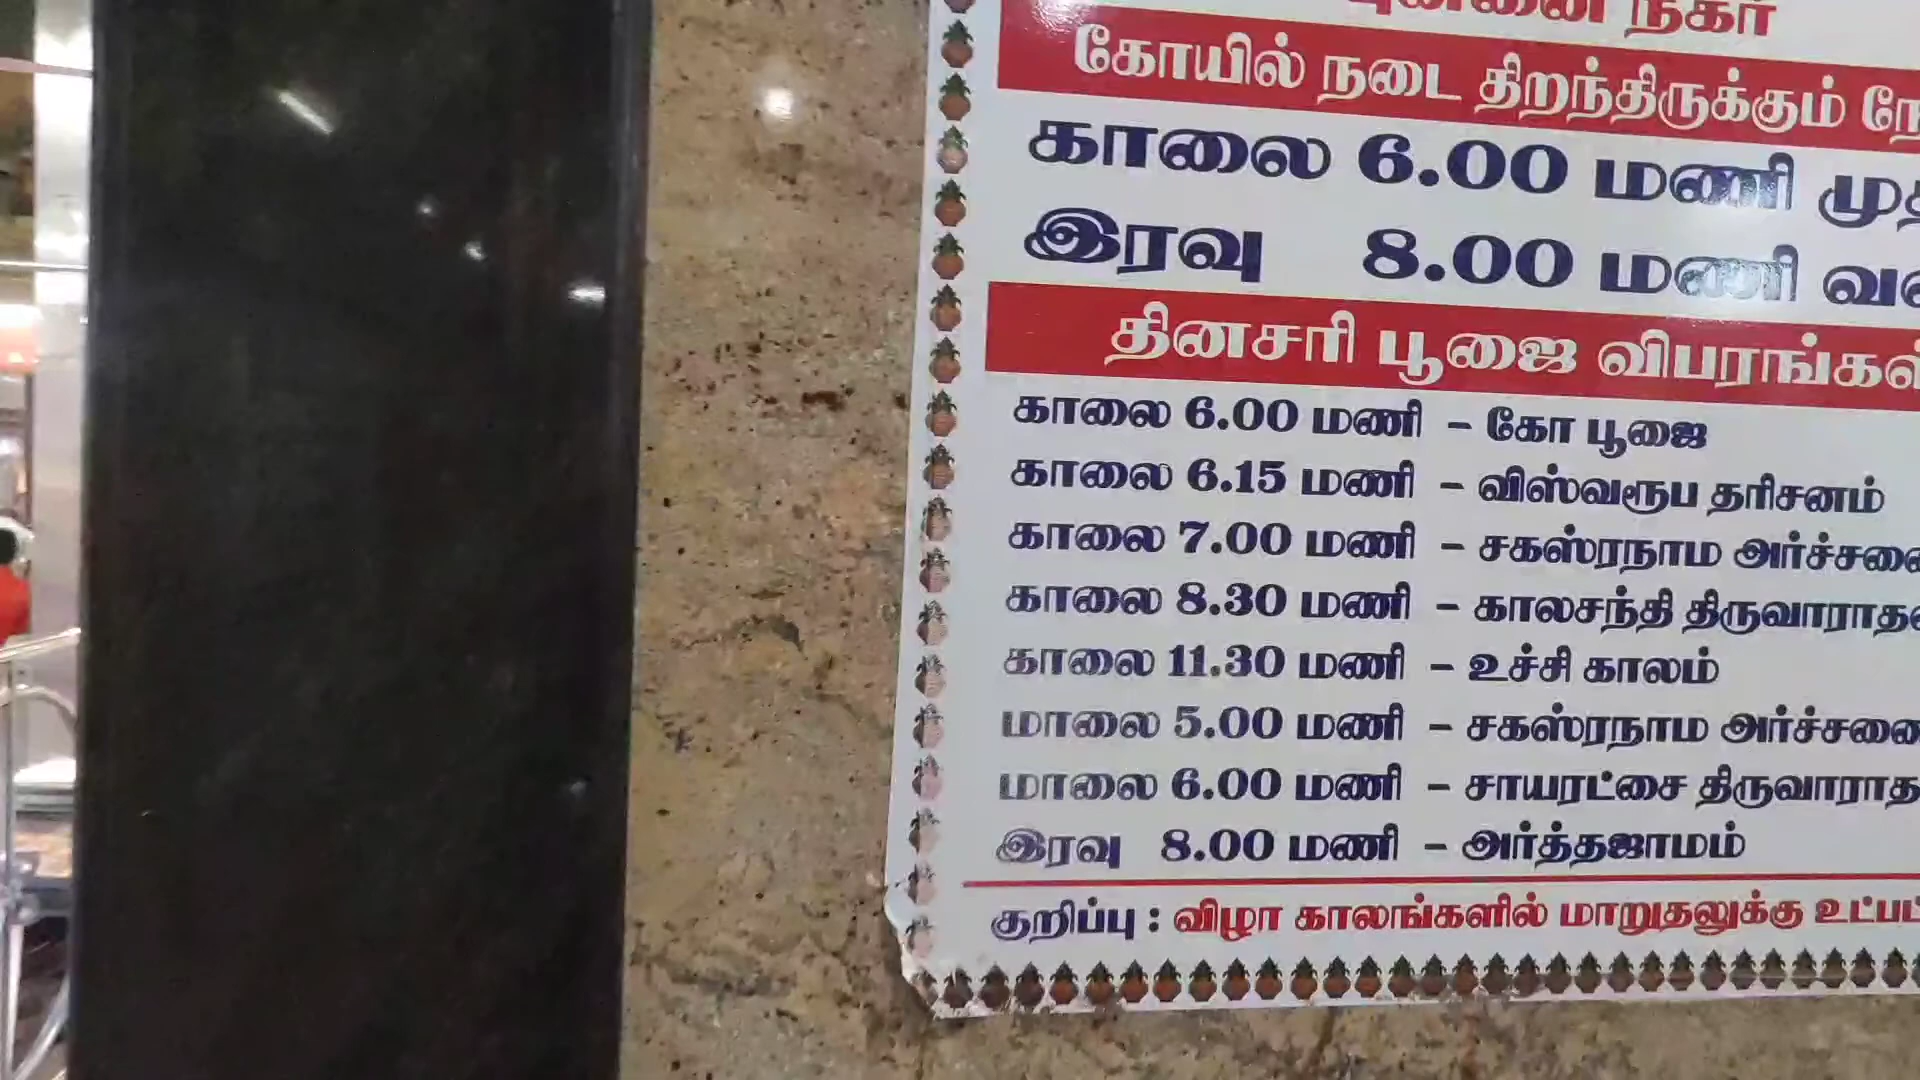 நகர்
கோயில் நடை திறந்திருக்கும்
காலை 6.00 மணி
இரவு 8.00 மணி
தினசரி பூஜை விபரங்கள்
காலை 6.00 மணி - கோ பூஜை
காலை 6.15 மணி - விஸ்வரூப தரிசனம்
காலை 7.00 மணி - சகஸ்ரநாம அர்ச்சனை
காலை 8.30 மணி - காலசந்தி
காலை 11.30 மணி - உச்சி காலம்
மாலை 5.00 மணி - சகஸ்ரநாம அர்ச்சனை
மாலை 6.00 மணி - சாயரட்சை
இரவு 8.00 மணி - அர்த்தஜாமம்
குறிப்பு : விழா காலங்களில் மாறுதலுக்கு